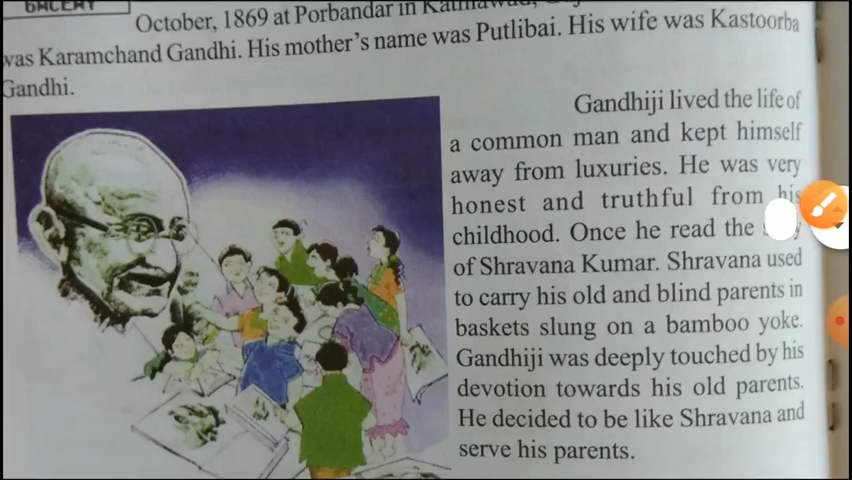 GALLERY
October, 1869 at Porbandar in Kathiawad,
was Karamchand Gandhi. His mother's name was Putlibai. His wife was Kastoorba
Gandhi.
Gandhiji lived the life of
a common man and kept himself
away from luxuries. He was very
honest and truthful from his
childhood. Once he read the
of Shravana Kumar. Shravana used
to carry his old and blind parents in
baskets slung on a bamboo yoke.
Gandhiji was deeply touched by his
devotion towards his old parents.
He decided to be like Shravana and
serve his parents.